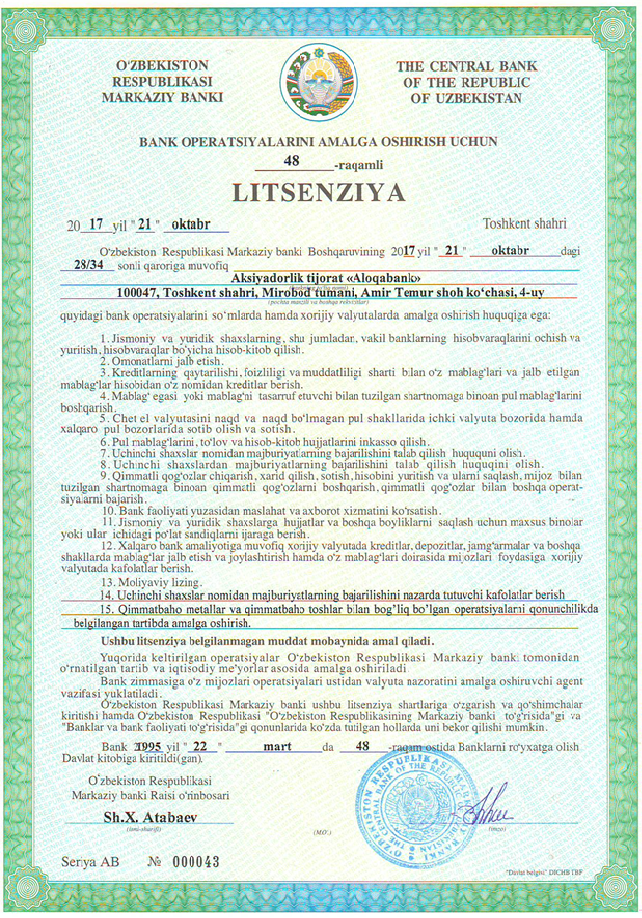 O'ZBEKISTON
RESPUBLIKASI
MARKAZIY BANKI
THE CENTRAL BANK
OF THE REPUBLIC
OF UZBEKISTAN
BANK OPERATSIYALARINI AMALGA OSHIRISH UCHUN
48 -raqamli
LITSENZIYA
20 17 yil " 21 " oktabr Toshkent shahri
O'zbekiston Respublikasi Markaziy banki Boshqaruvining 2017 yil " 21 " oktabr dagi
28/34 sonli qaroriga muvofiq
Aksiyadorlik tijorat «Aloqabank»
100047, Toshkent shahri, Mirobod tumani, Amir Temur shoh ko'chasi, 4-uy
(pochta manzili va boshqa rekvizitlar)
quyidagi bank operatsiyalarini so'mlarda hamda xorijiy valyutalarda amalga oshirish huquqiga ega:
1. Jismoniy va yuridik shaxslarning, shu jumladan, vakil banklarning hisobvaraqlarini ochish va
yuritish, hisobvaraqlar bo'yicha hisob-kitob qilish.
2. Omonatlarni jalb etish.
3. Kreditlarning qaytarilishi, foizliligi va muddatliligi sharti bilan o'z mablag'lari va jalb etilgan
mablag'lar hisobidan o'z nomidan kreditlar berish.
4. Mablag' egasi yoki mablag'ni tasarruf etuvchi bilan tuzilgan shartnomaga binoan pul mablag'larini
boshqarish.
5. Chet el valyutasini naqd va naqd bo'lmagan pul shakllarida ichki valyuta bozorida hamda
xalqaro pul bozorlarida sotib olish va sotish.
6. Pul mablag'larini, to'lov va hisob-kitob hujjatlarini inkasso qilish.
7. Uchinchi shaxslar nomidan majburiyatlarning bajarilishini talab qilish huquqini olish.
8. Uchinchi shaxslardan majburiyatlarning bajarilishini talab qilish huquqini olish.
9. Qimmatli qog'ozlar chiqarish, xarid qilish, sotish, hisobini yuritish va ularni saqlash, mijoz bilan
tuzilgan shartnomaga binoan qimmatli qog'ozlarni boshqarish, qimmatli qog'ozlar bilan boshqa operat-
siyalarni bajarish.
10. Bank faoliyati yuzasidan maslahat va axborot xizmatini ko'rsatish.
11. Jismoniy va yuridik shaxslarga hujjatlar va boshqa boyliklarni saqlash uchun maxsus binolar
yoki ular ichidagi po'lat sandiqlarni ijaraga berish.
12. Xalqaro bank amaliyotiga muvofiq xorijiy valyutada kreditlar, depozitlar, jamg'armalar va boshqa
shakllarda mablag'lar jalb etish va joylashtirish hamda o'z mablag'lari doirasida mijozlari foydasiga xorijiy
valyutada kafolatlar berish.
13. Moliyaviy lizing.
14. Uchinchi shaxslar nomidan majburiyatlarning bajarilishini nazarda tutuvchi kafolatlar berish
15. Qimmatbaho metallar va qimmatbaho toshlar bilan bog'liq bo'lgan operatsiyalarni qonunchilikda
belgilangan tartibda amalga oshirish.
Ushbu litsenziya belgilanmagan muddat mobaynida amal qiladi.
Yuqorida keltirilgan operatsiyalar O'zbekiston Respublikasi Markaziy banki tomonidan
o'rnatilgan tartib va iqtisodiy me'yorlar asosida amalga oshiriladi
Bank zimmasiga o'z mijozlari operatsiyalari ustidan valyuta nazoratini amalga oshiruvchi agent
vazifasi yuklatiladi.
O'zbekiston Respublikasi Markaziy banki ushbu litsenziya shartlariga o'zgarish va qo'shimchalar
kiritishi hamda O'zbekiston Respublikasi "O'zbekiston Respublikasining Markaziy banki to'g'risida"gi va
"Banklar va bank faoliyati to'g'risida"gi qonunlarida ko'zda tutilgan hollarda uni bekor qilishi mumkin.
Bank 1995 yil " 22 " mart da 48 -raqam ostida Banklarni ro'yxatga olish
Davlat kitobiga kiritildi(gan).
O'zbekiston Respublikasi
Markaziy banki Raisi o'rinbosari
Sh.X. Atabaev
(ismi-sharifi)
(M.O'.)
(imzo)
Seriya AB № 000043
"Davlat belgisi" DICHB IBF